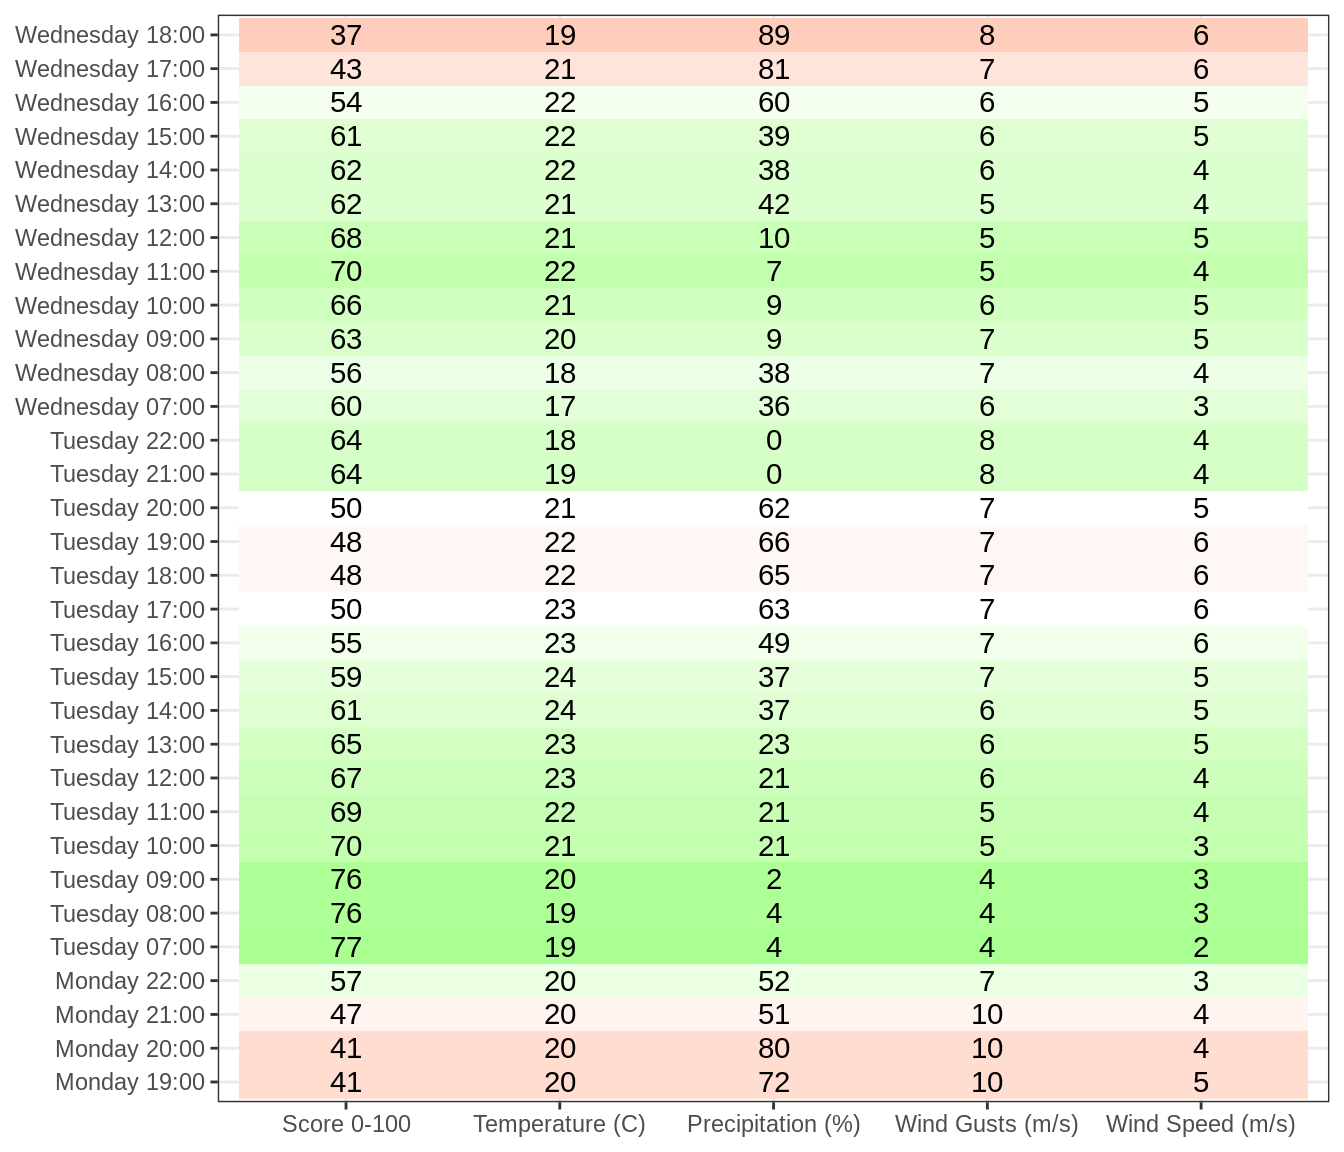 Wednesday 18:00 37 19 89 8 6
Wednesday 17:00 43 21 81 7 6
Wednesday 16:00 54 22 60 6 5
Wednesday 15:00 61 22 39 6 5
Wednesday 14:00 62 22 38 6 4
Wednesday 13:00 62 21 42 5 4
Wednesday 12:00 68 21 10 5 5
Wednesday 11:00 70 22 7 5 4
Wednesday 10:00 66 21 9 6 5
Wednesday 09:00 63 20 9 7 5
Wednesday 08:00 56 18 38 7 4
Wednesday 07:00 60 17 36 6 3
Tuesday 22:00 64 18 0 8 4
Tuesday 21:00 64 19 0 8 4
Tuesday 20:00 50 21 62 7 5
Tuesday 19:00 48 22 66 7 6
Tuesday 18:00 48 22 65 7 6
Tuesday 17:00 50 23 63 7 6
Tuesday 16:00 55 23 49 7 6
Tuesday 15:00 59 24 37 7 5
Tuesday 14:00 61 24 37 6 5
Tuesday 13:00 65 23 23 6 5
Tuesday 12:00 67 23 21 6 4
Tuesday 11:00 69 22 21 5 4
Tuesday 10:00 70 21 21 5 3
Tuesday 09:00 76 20 2 4 3
Tuesday 08:00 76 19 4 4 3
Tuesday 07:00 77 19 4 4 2
Monday 22:00 57 20 52 7 3
Monday 21:00 47 20 51 10 4
Monday 20:00 41 20 80 10 4
Monday 19:00 41 20 72 10 5
Score 0-100 Temperature (C) Precipitation (%) Wind Gusts (m/s) Wind Speed (m/s)